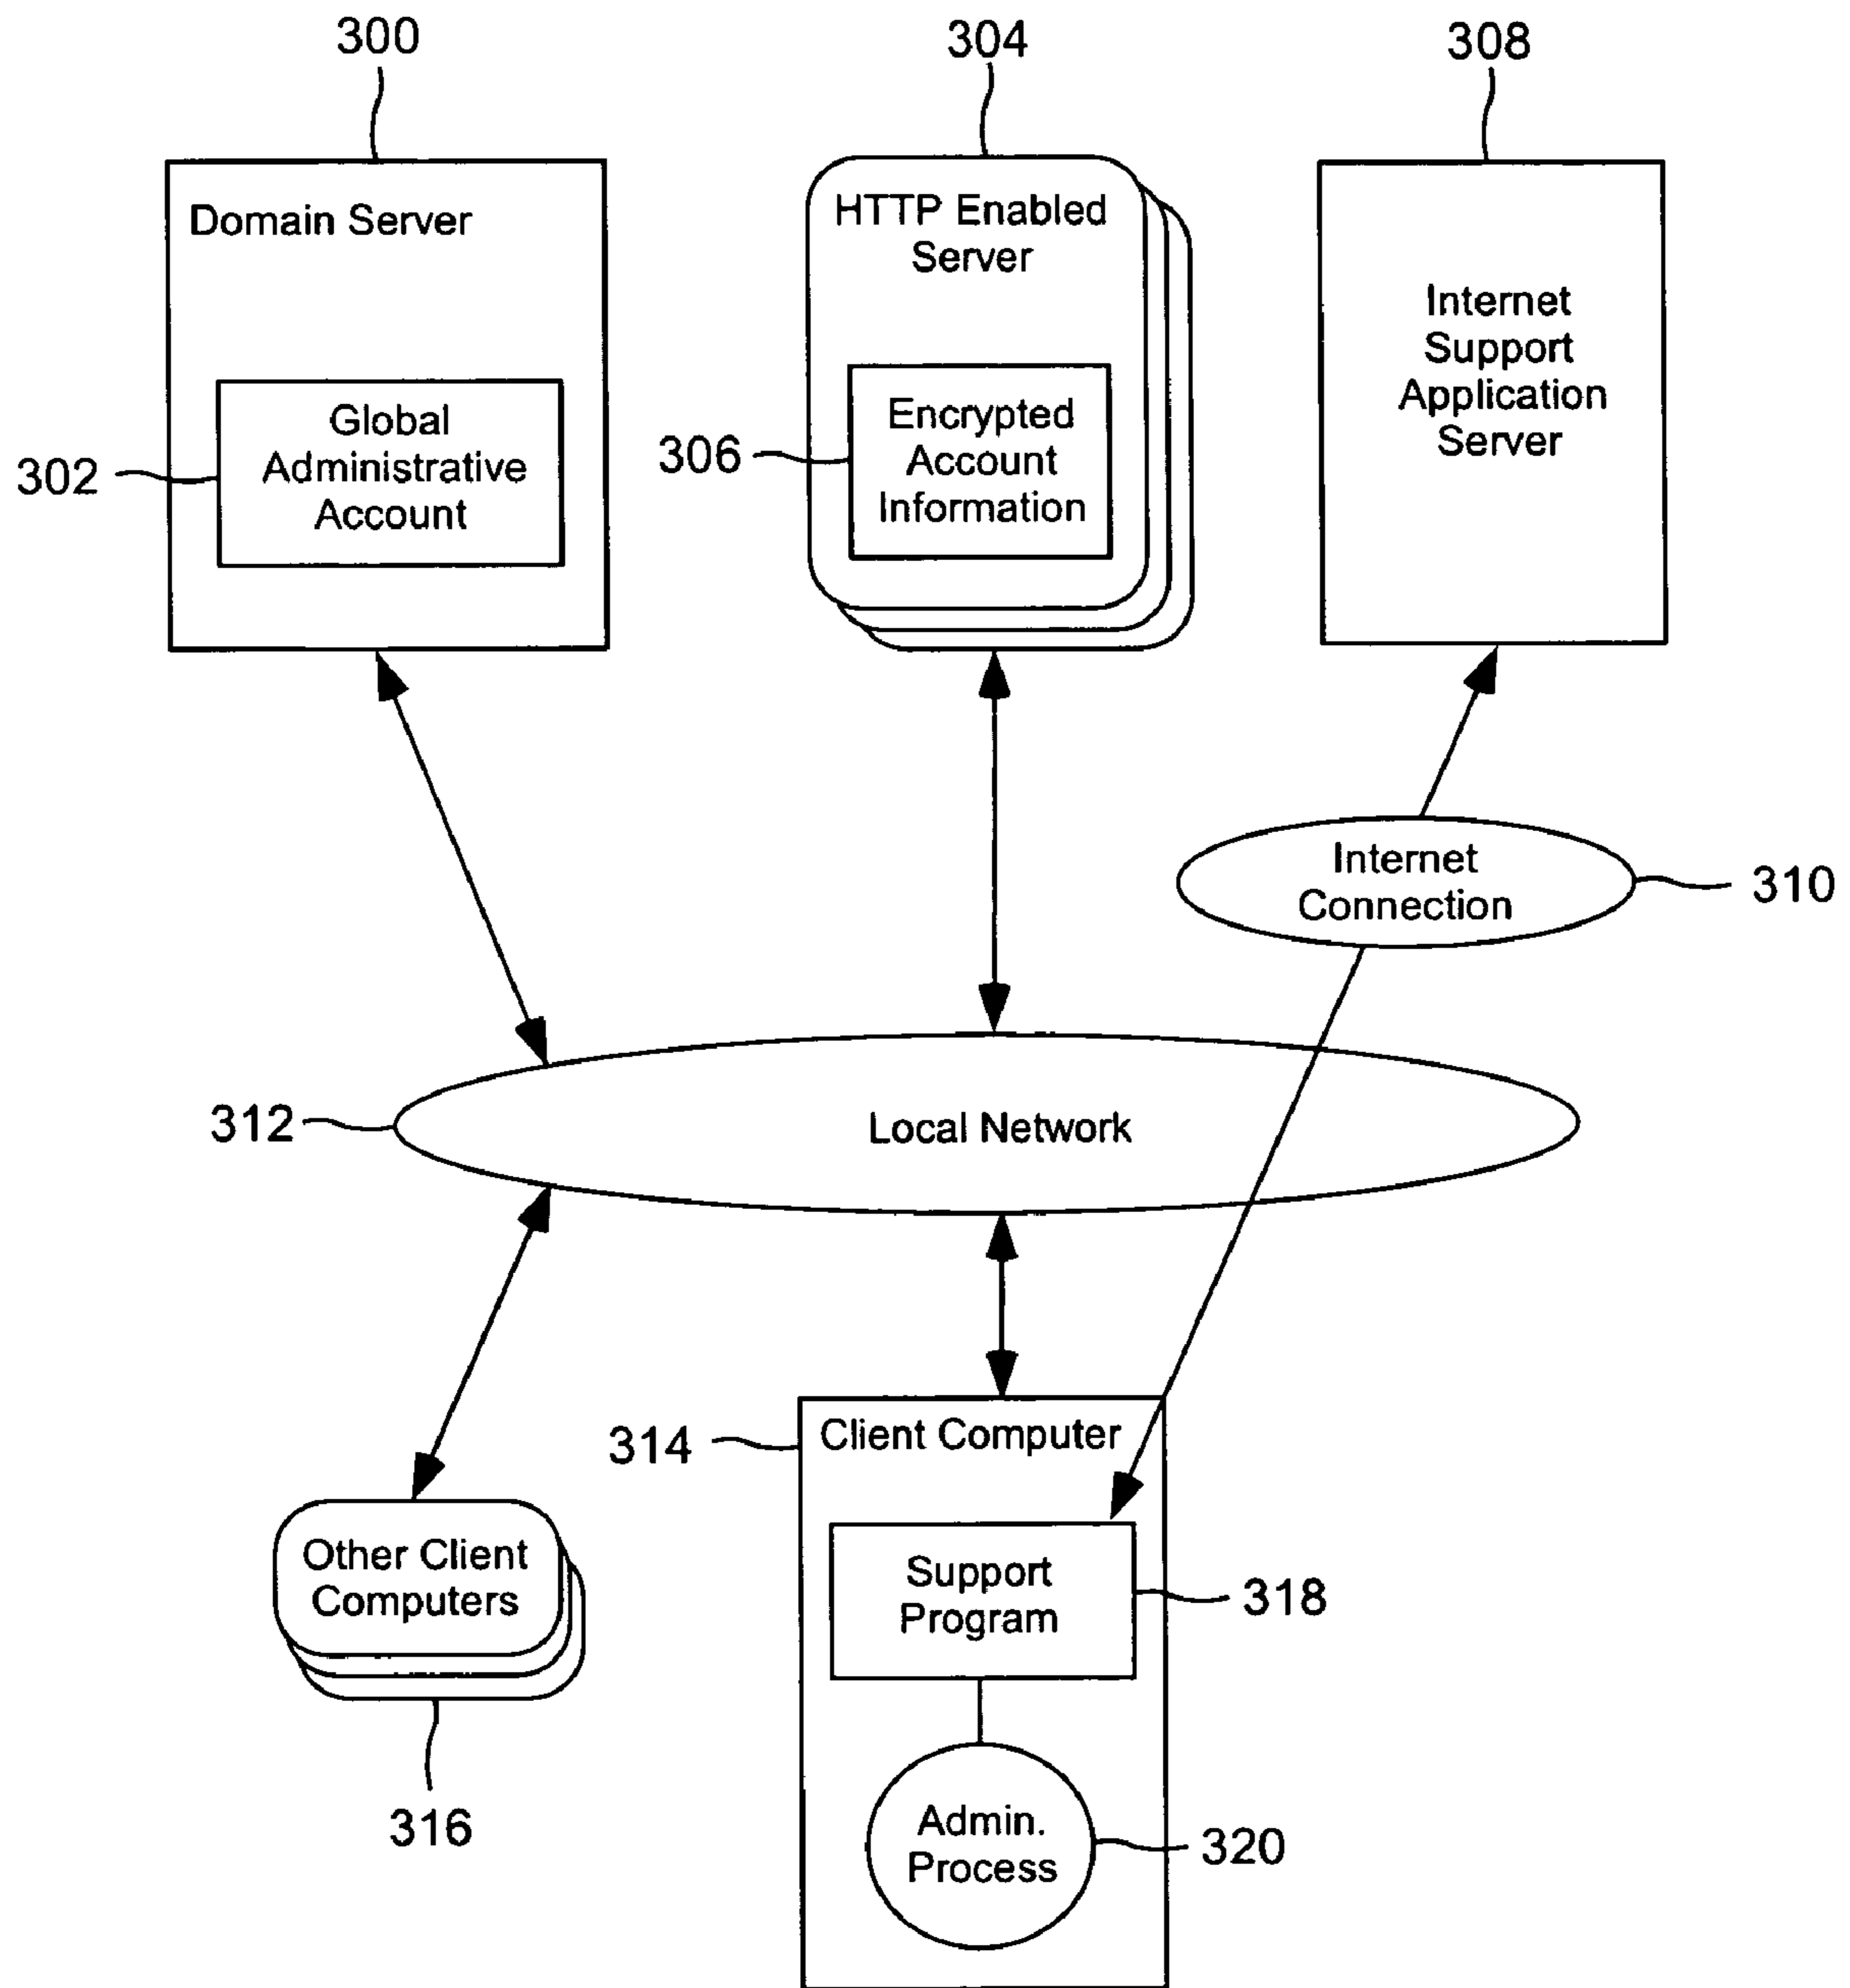 300
304
308
Domain Server
HTTP Enabled
Server
Internet
Support
Application
Server
Global
Administrative
Account
302
Encrypted
Account
Information
306
Internet
Connection
310
312
Local Network
314
Client Computer
Other Client
Computers
Support
Program
318
316
Admin.
Process
320